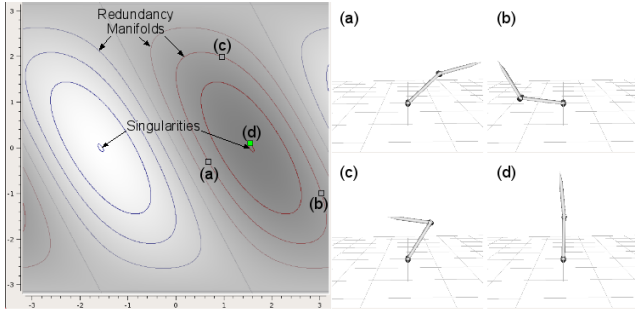 Redundancy
Manifolds
(c)
Singularities
(d)
(a)
(b)
3
2
1
0
-1
-2
-3
-3
-2
-1
0
1
2
3
(a)
(b)
(c)
(d)